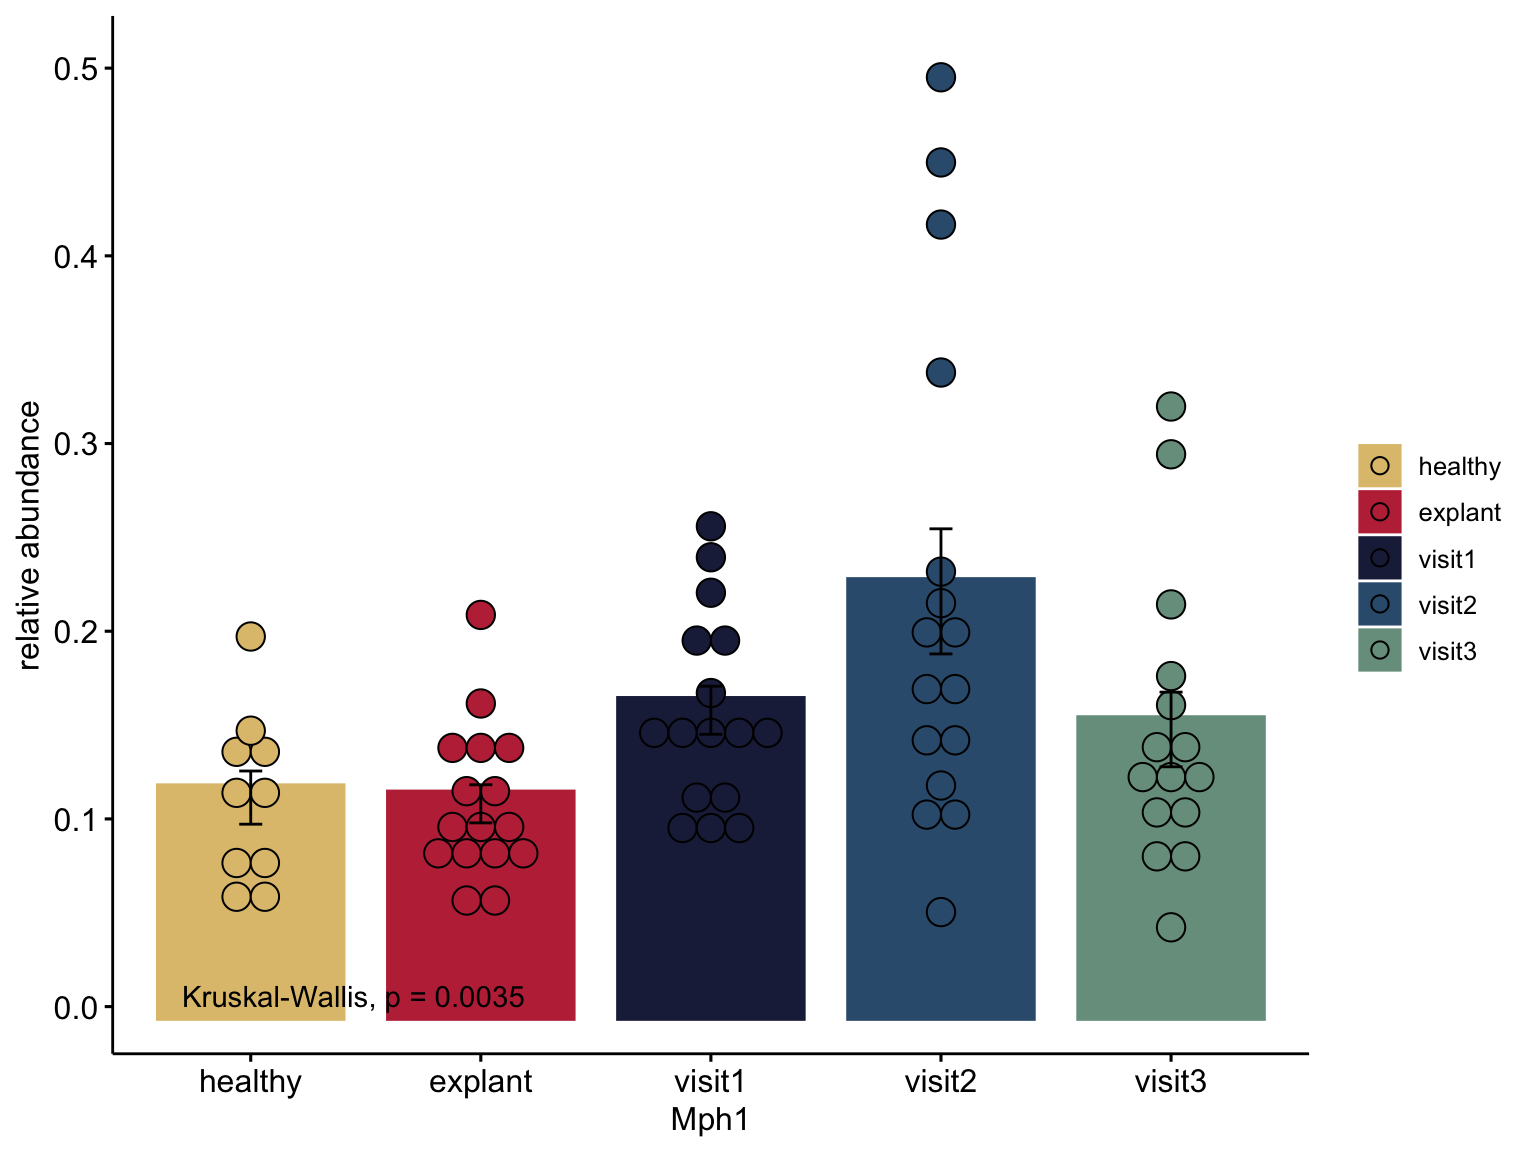 0.5
0.4
0.3
0.2
0.1
0.0
relative abundance
Kruskal-Wallis, p = 0.0035
healthy
explant
visit1
visit2
visit3
Mph1
healthy
explant
visit1
visit2
visit3